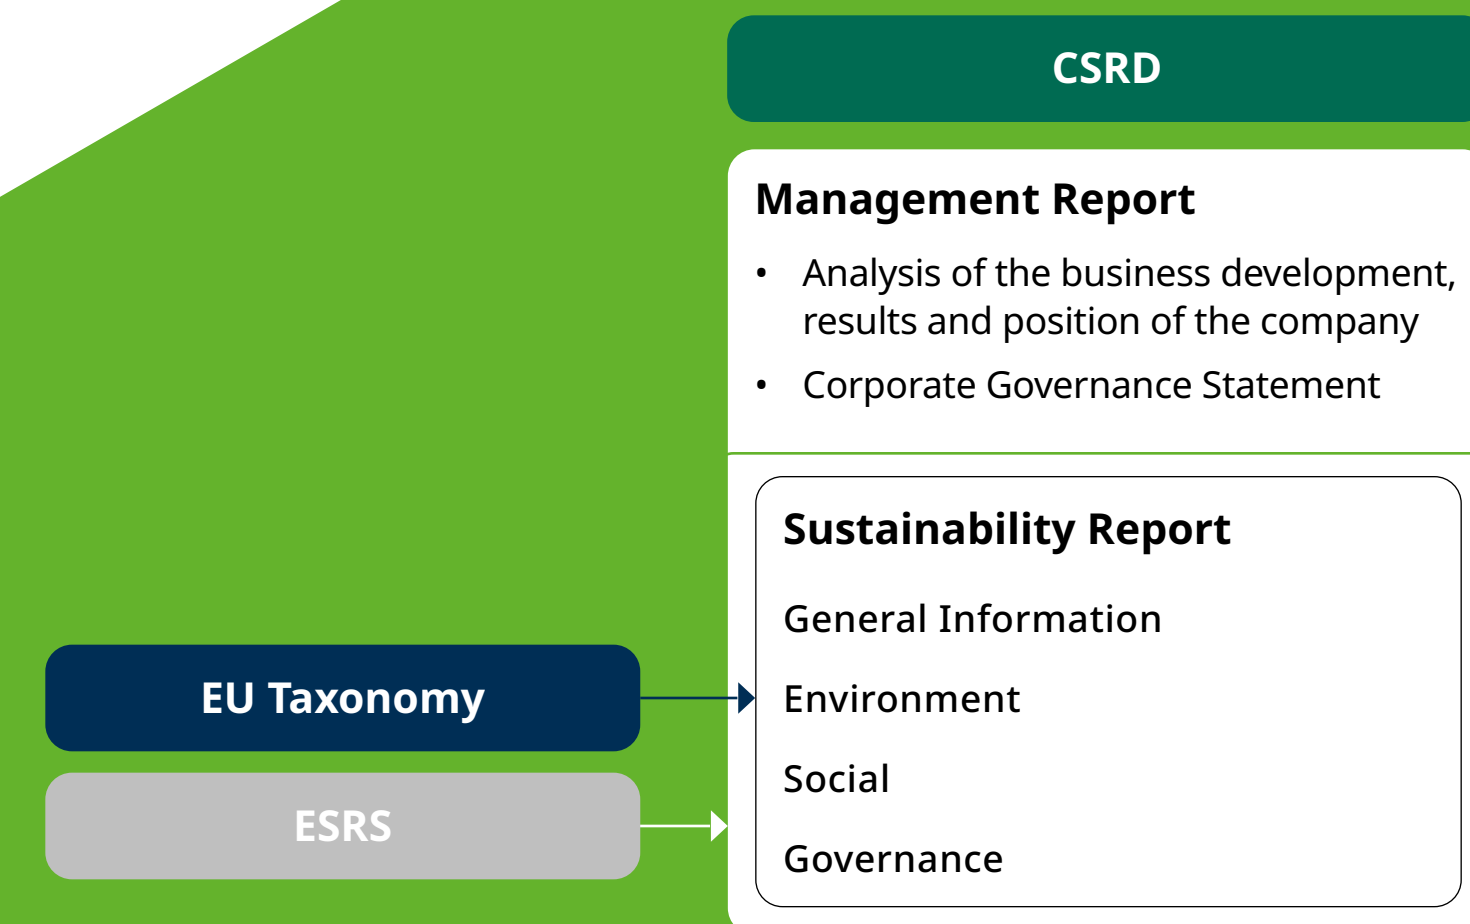 CSRD
Management Report
• Analysis of the business development,
results and position of the company
• Corporate Governance Statement
Sustainability Report
General Information
EU Taxonomy
Environment
Social
ESRS
Governance